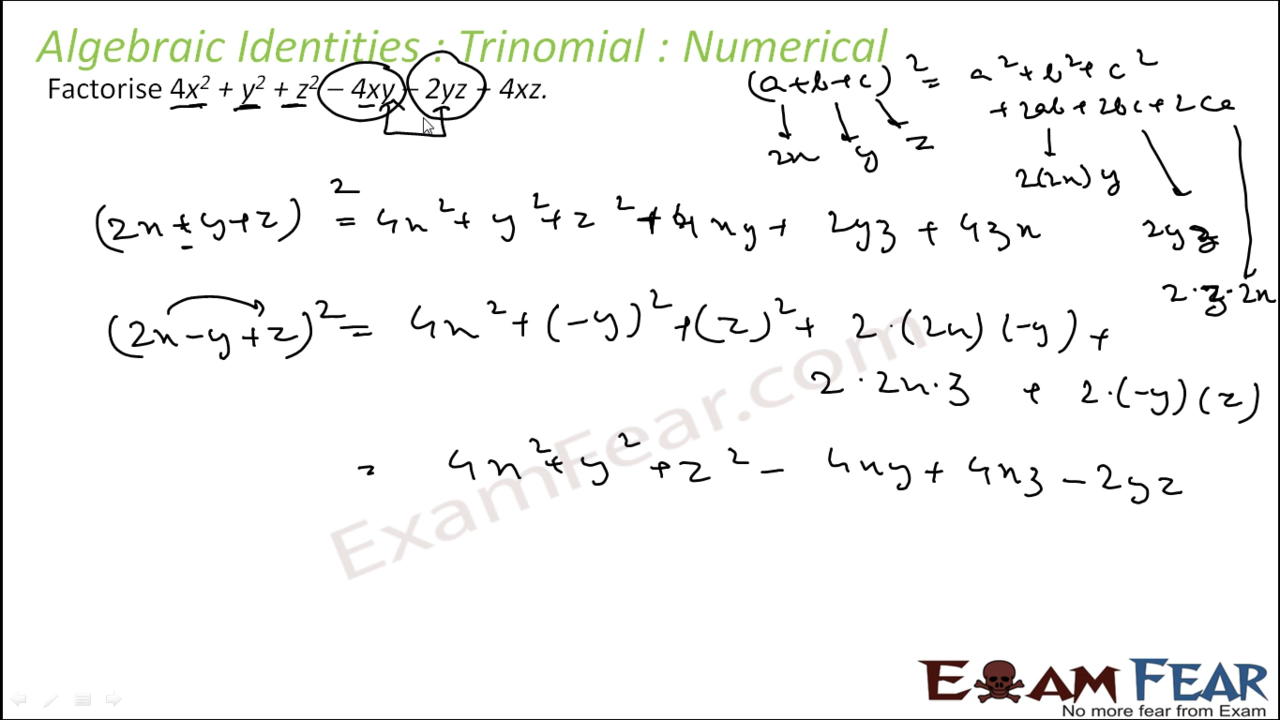 Algebraic Identities : Trinomial : Numerical
Factorise 4x² + y² + z² – 4xy – 2yz + 4xz.
(a+b+c)² = a²+b²+c²
+2ab+2bc+2ca
2x y z
2(2x)y
2yz
2·z·2x
(2x+y+z)² = 4x²+y²+z²+4xy+2yz+4zx
(2x-y+z)² = 4x²+(-y)²+(z)²+2·(2x)(-y)+
2·2x·z + 2·(-y)(z)
= 4x²+y²+z²-4xy+4xz-2yz
ExamFear.com
EXAM FEAR
No more fear from Exam